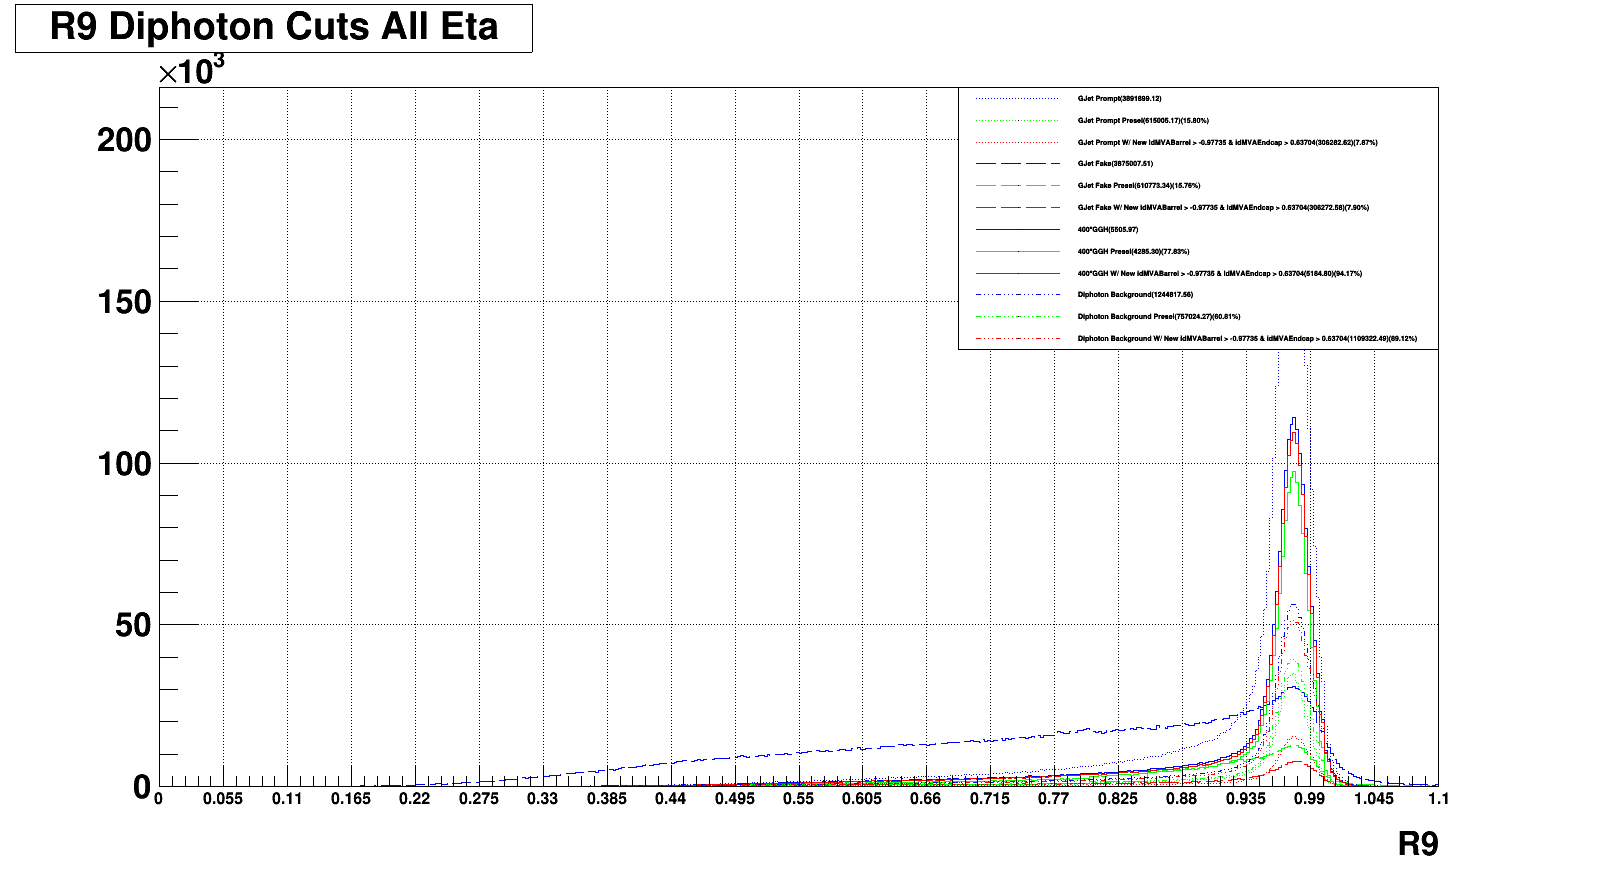 R9 Diphoton Cuts All Eta
×10³
GJet Prompt(3891899.12)
GJet Prompt Presel(615005.17)(15.80%)
GJet Prompt W/ New IdMVABarrel > -0.97735 & IdMVAEndcap > 0.63704(306282.62)(7.87%)
GJet Fake(3875007.51)
GJet Fake Presel(610773.34)(15.76%)
GJet Fake W/ New IdMVABarrel > -0.97735 & IdMVAEndcap > 0.63704(306272.58)(7.90%)
400*GGH(5505.97)
400*GGH Presel(4285.30)(77.83%)
400*GGH W/ New IdMVABarrel > -0.97735 & IdMVAEndcap > 0.63704(5184.80)(94.17%)
Diphoton Background(1244817.56)
Diphoton Background Presel(757024.27)(60.81%)
Diphoton Background W/ New IdMVABarrel > -0.97735 & IdMVAEndcap > 0.63704(1109322.49)(89.12%)
200
150
100
50
0
0 0.055 0.11 0.165 0.22 0.275 0.33 0.385 0.44 0.495 0.55 0.605 0.66 0.715 0.77 0.825 0.88 0.935 0.99 1.045 1.1
R9